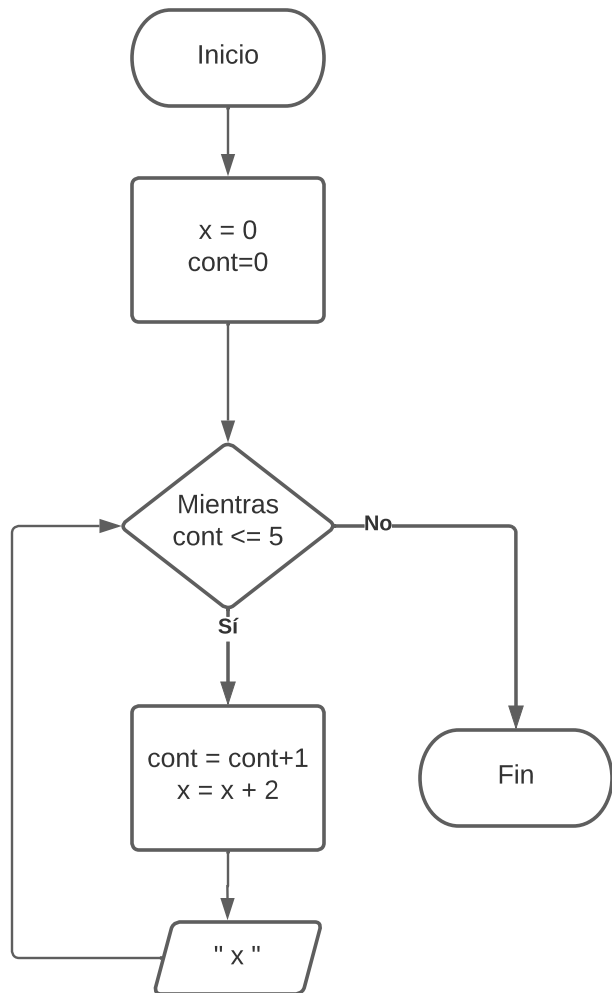 Inicio
x = 0
cont=0
Mientras
cont <= 5
No
Sí
cont = cont+1
x = x + 2
Fin
" x "